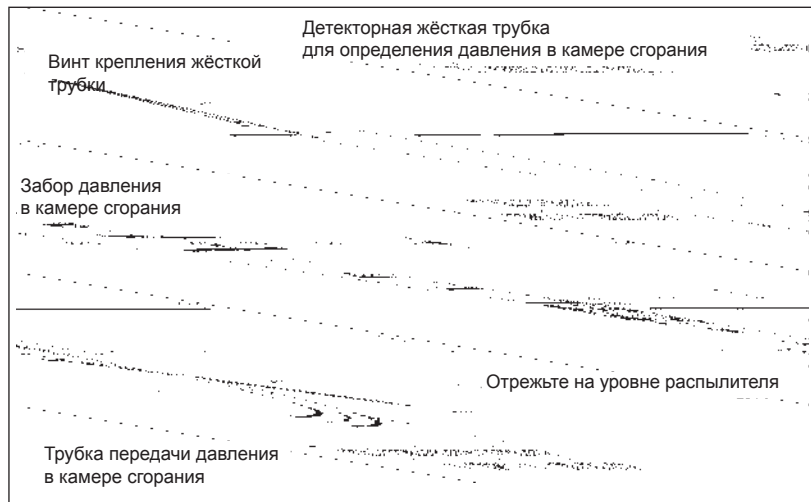 Детекторная жёсткая трубка
для определения давления в камере сгорания
Винт крепления жёсткой
трубки
Забор давления
в камере сгорания
Отрежьте на уровне распылителя
Трубка передачи давления
в камере сгорания